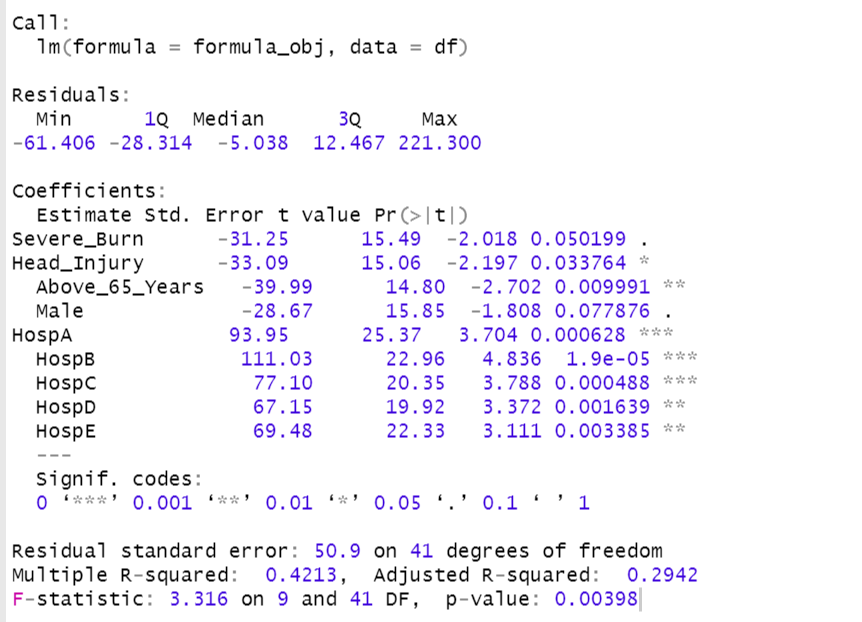 Call:
lm(formula = formula_obj, data = df)
Residuals:
Min 1Q Median 3Q Max
-61.406 -28.314 -5.038 12.467 221.300
Coefficients:
Estimate Std. Error t value Pr(>|t|)
Severe_Burn -31.25 15.49 -2.018 0.050199 .
Head_Injury -33.09 15.06 -2.197 0.033764 *
Above_65_Years -39.99 14.80 -2.702 0.009991 **
Male -28.67 15.85 -1.808 0.077876 .
HospA 93.95 25.37 3.704 0.000628 ***
HospB 111.03 22.96 4.836 1.9e-05 ***
HospC 77.10 20.35 3.788 0.000488 ***
HospD 67.15 19.92 3.372 0.001639 **
HospE 69.48 22.33 3.111 0.003385 **
---
Signif. codes:
0 ‘***’ 0.001 ‘**’ 0.01 ‘*’ 0.05 ‘.’ 0.1 ‘ ’ 1
Residual standard error: 50.9 on 41 degrees of freedom
Multiple R-squared: 0.4213, Adjusted R-squared: 0.2942
F-statistic: 3.316 on 9 and 41 DF, p-value: 0.00398